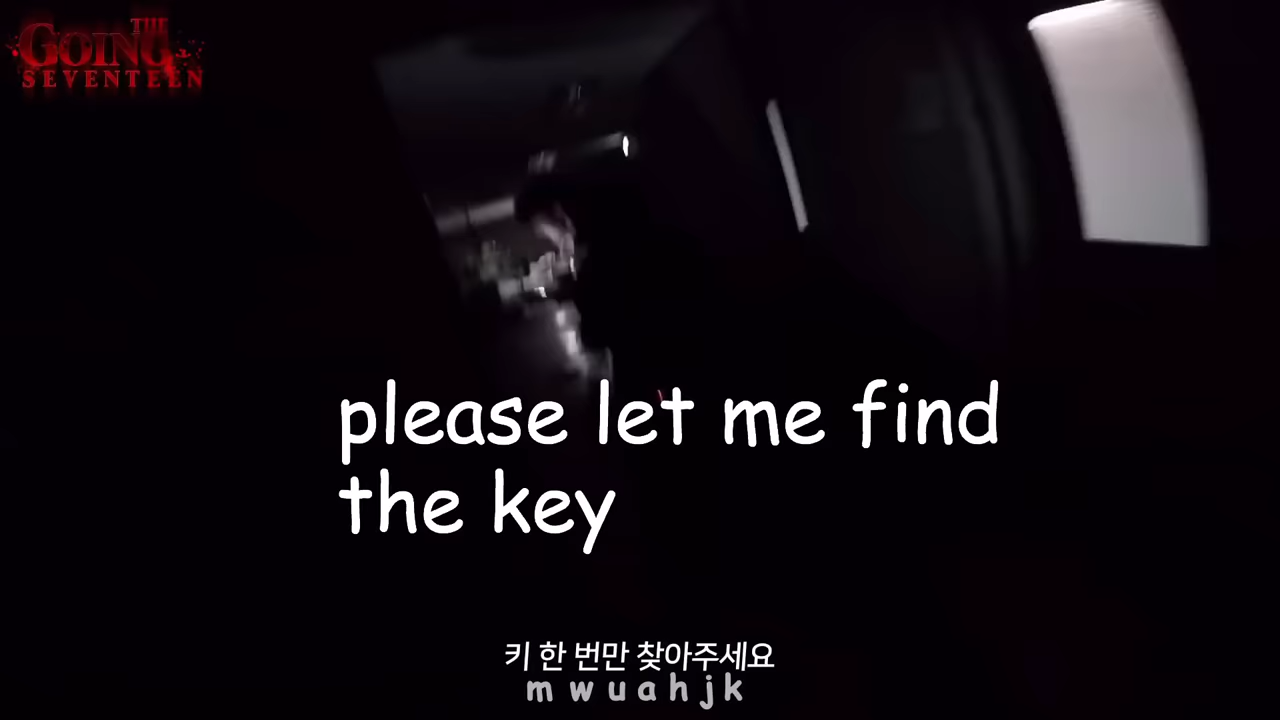 THE
GOING
SEVENTEEN
please let me find
the key
키 한 번만 찾아주세요
mwuahjk